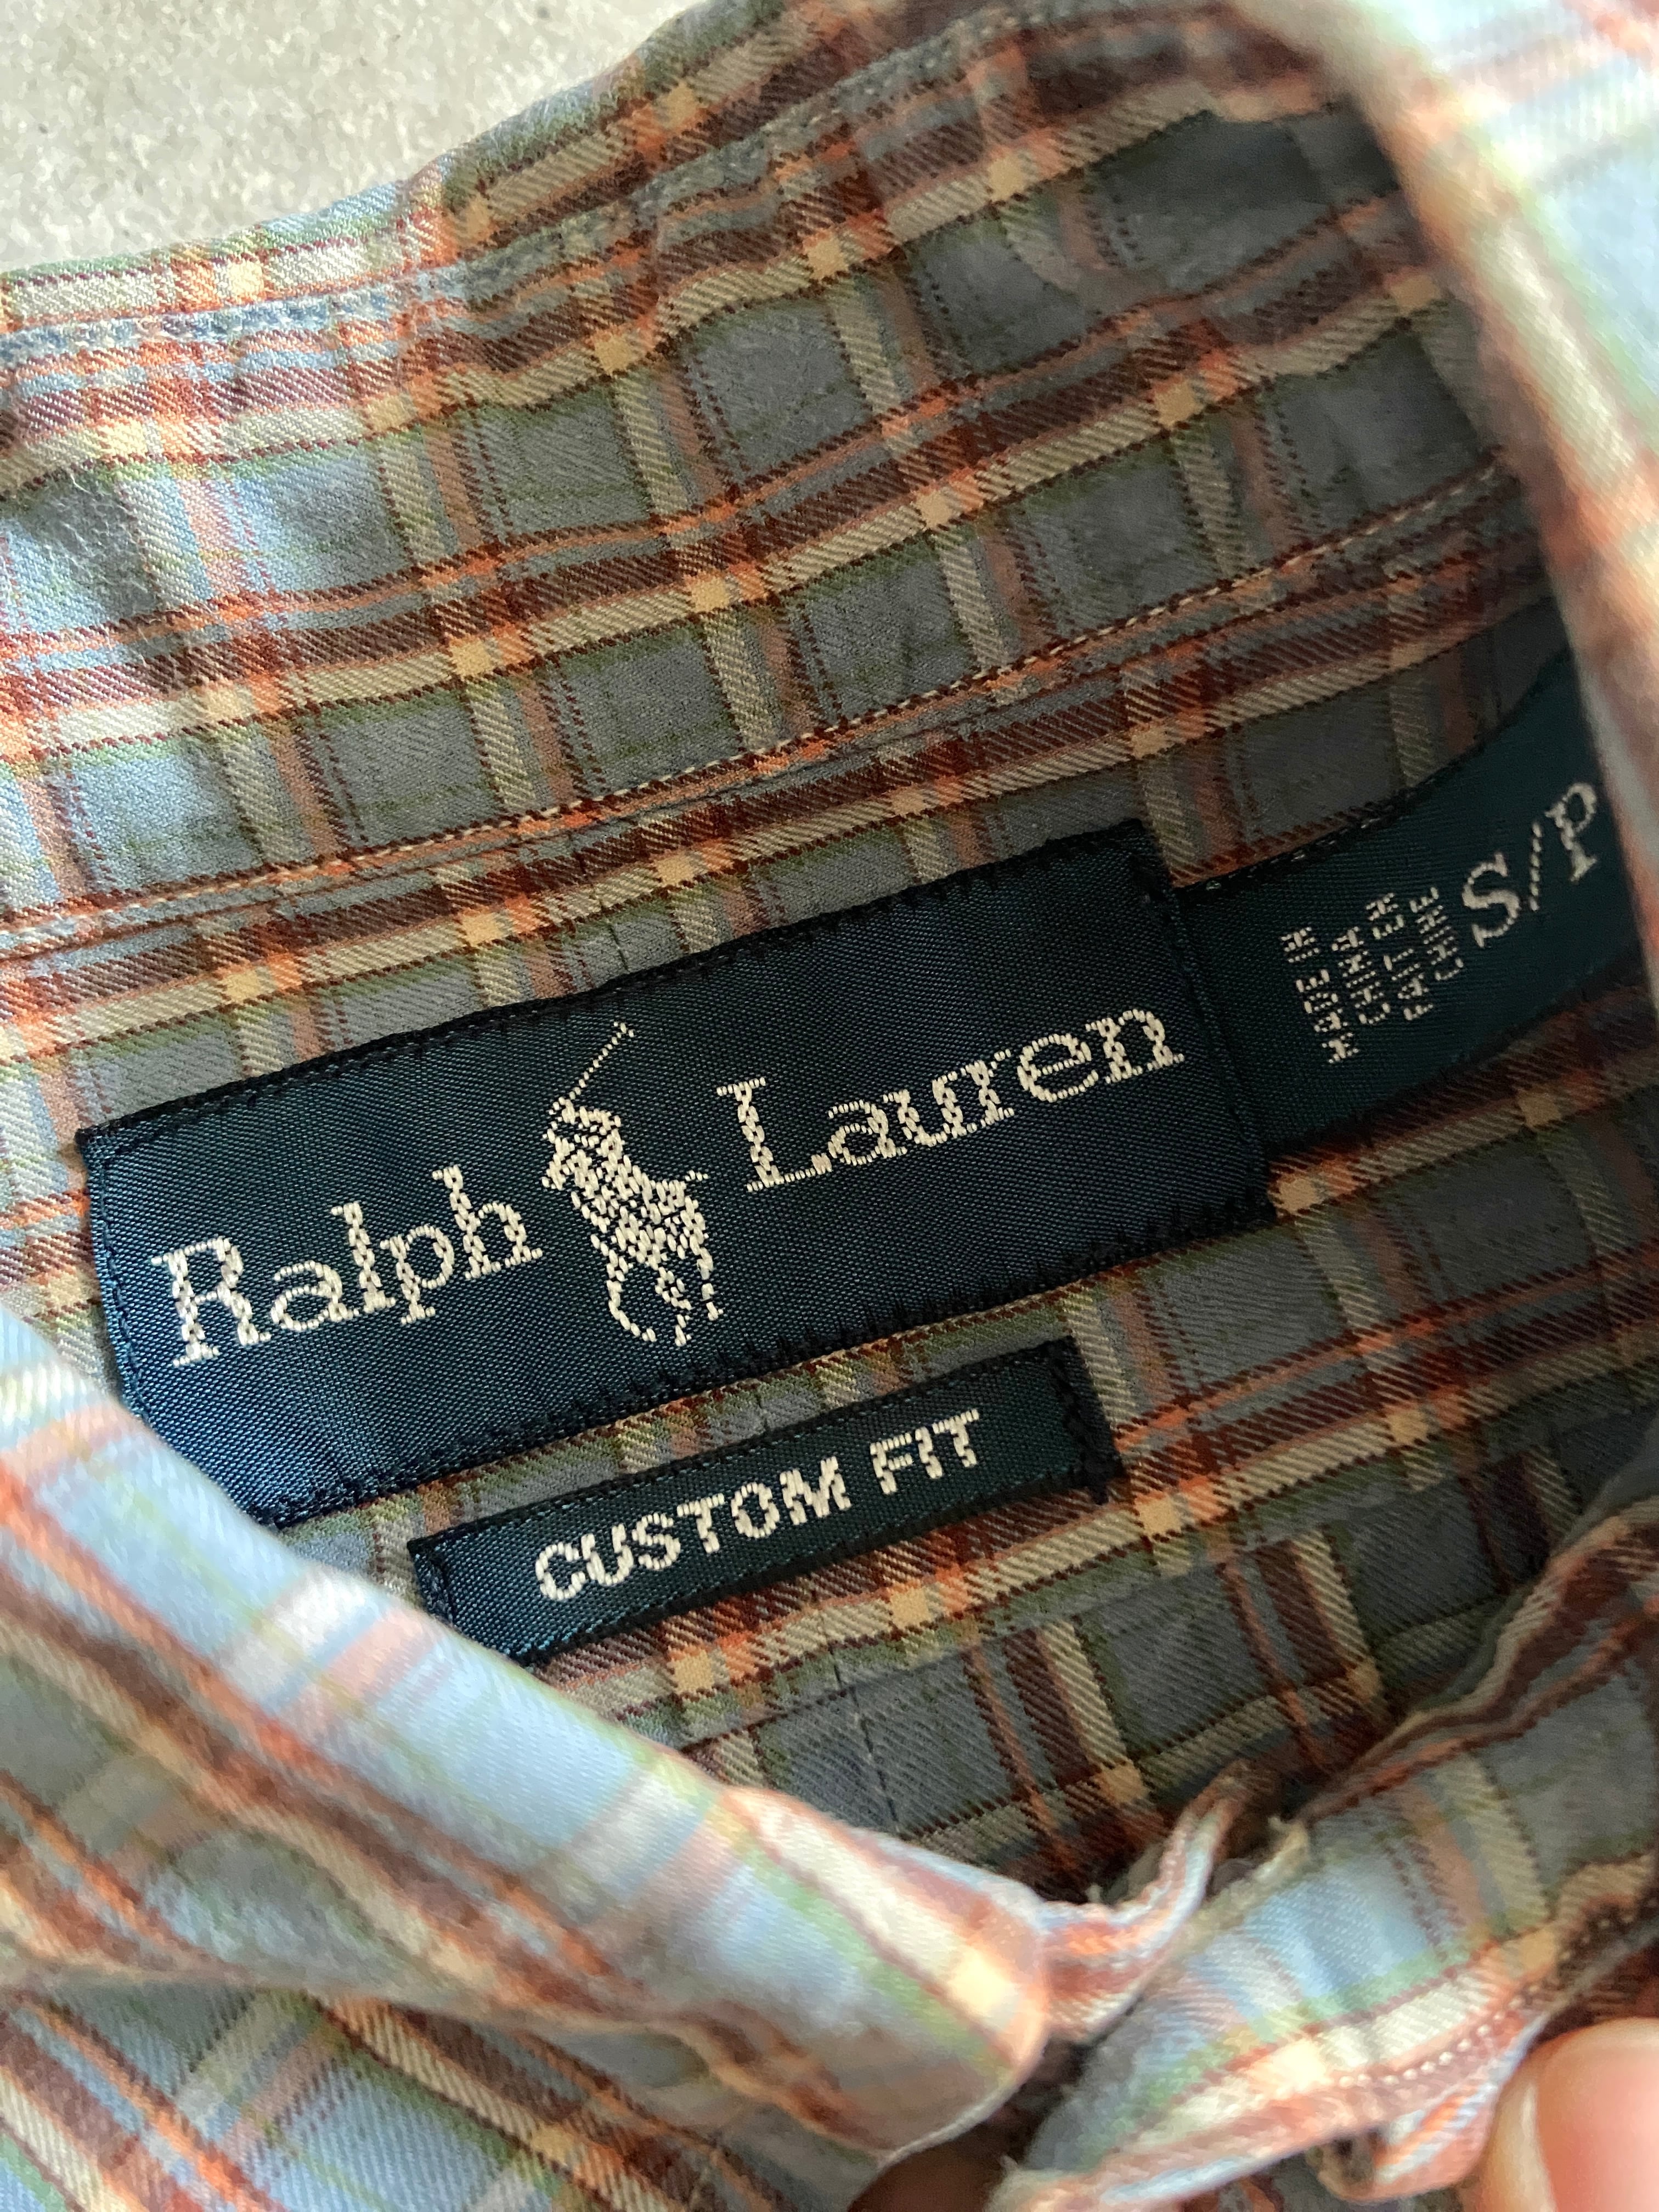 Ralph Lauren
CUSTOM FIT
MADE IN
CHINA
FAIT EN
CHINE
S/P